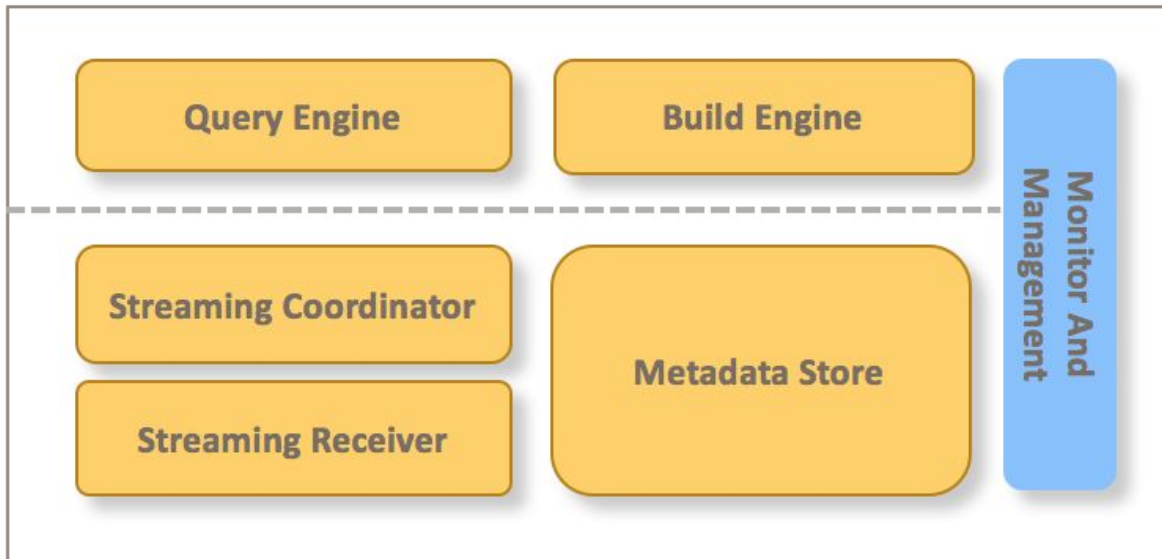 Query Engine
Build Engine
Streaming Coordinator
Streaming Receiver
Metadata Store
Monitor And
Management